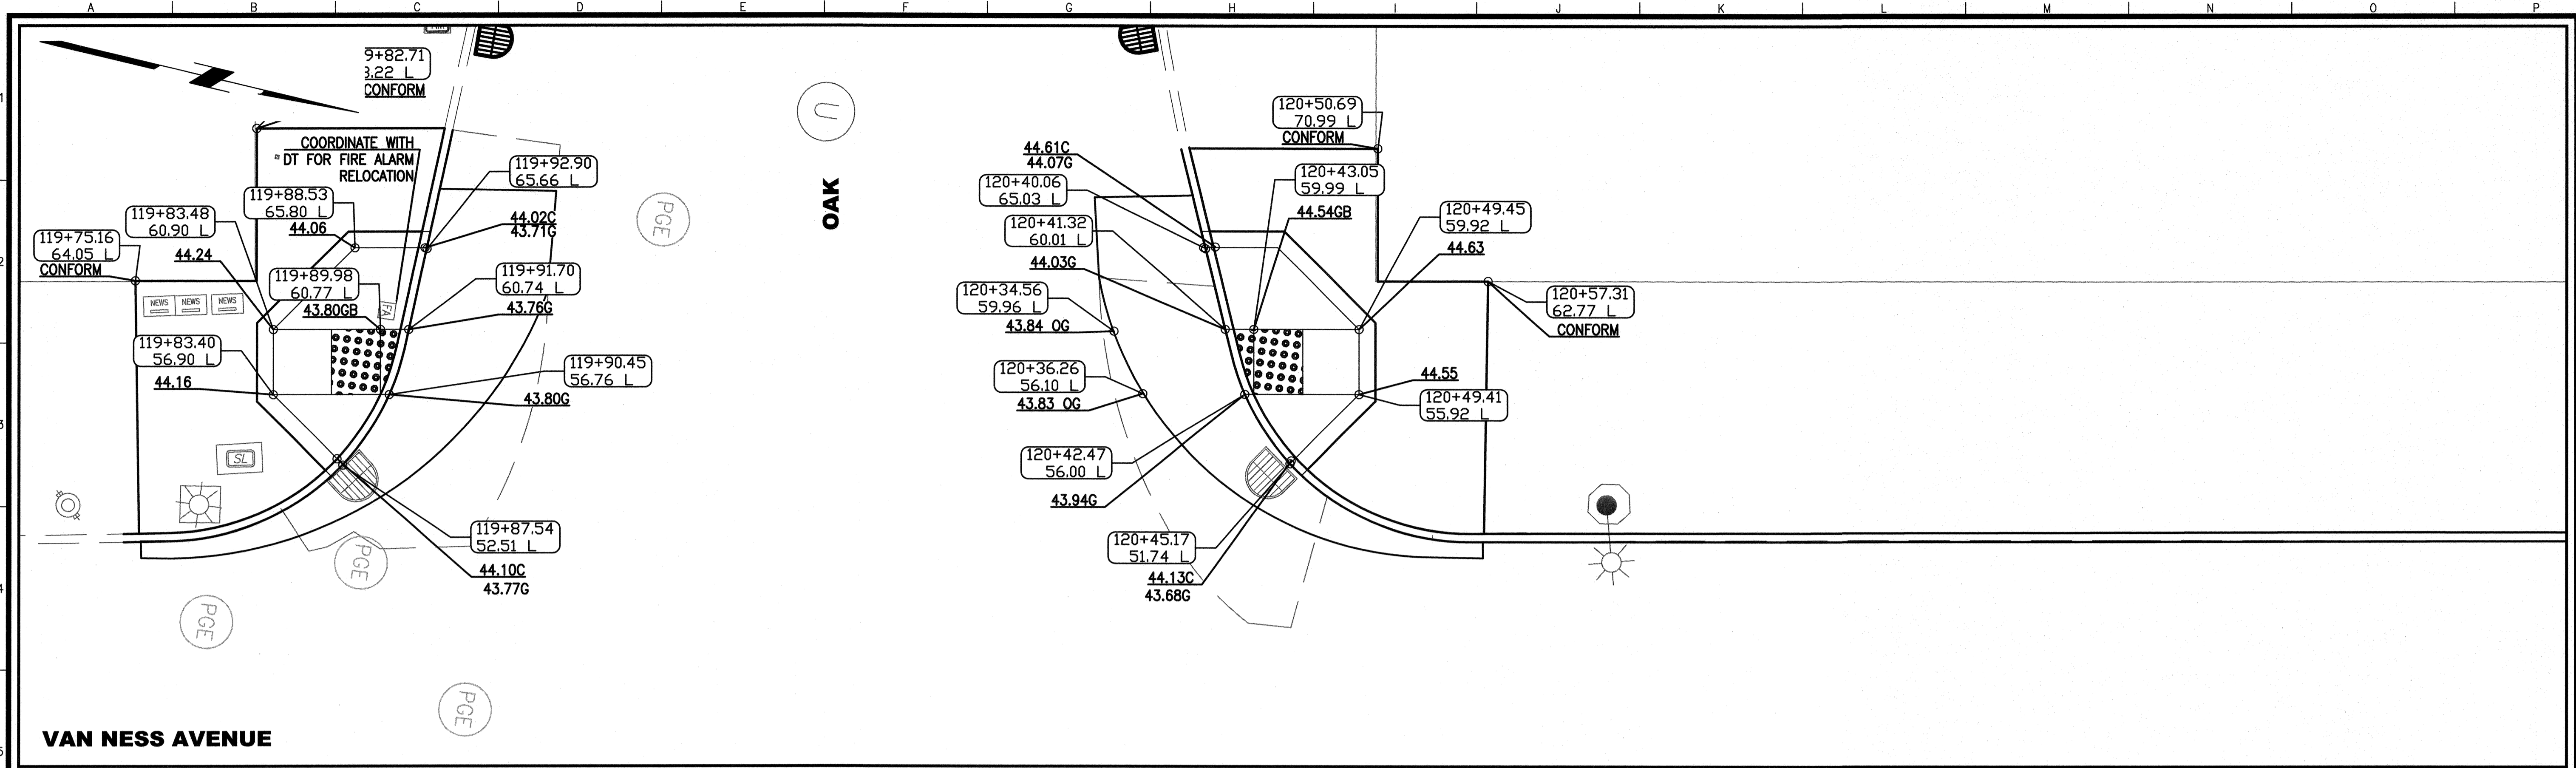 A B C D E F G H I J K L M N O P
1
2
3
4
5
9+82.71
3.22 L
CONFORM
COORDINATE WITH
DT FOR FIRE ALARM
RELOCATION
119+92.90
65.66 L
44.02C
43.71G
119+88.53
65.80 L
44.06
119+83.48
60.90 L
44.24
119+75.16
64.05 L
CONFORM
NEWS NEWS NEWS
119+89.98
60.77 L
43.80GB
FA
119+91.70
60.74 L
43.76G
119+83.40
56.90 L
44.16
119+90.45
56.76 L
43.80G
SL
119+87.54
52.51 L
44.10C
43.77G
PGE
PGE
PGE
PGE
U
OAK
44.61C
44.07G
120+40.06
65.03 L
120+41.32
60.01 L
44.03G
120+34.56
59.96 L
43.84 OG
120+36.26
56.10 L
43.83 OG
120+42.47
56.00 L
43.94G
120+45.17
51.74 L
44.13C
43.68G
120+50.69
70.99 L
CONFORM
120+43.05
59.99 L
44.54GB
120+49.45
59.92 L
44.63
120+57.31
62.77 L
CONFORM
44.55
120+49.41
55.92 L
VAN NESS AVENUE